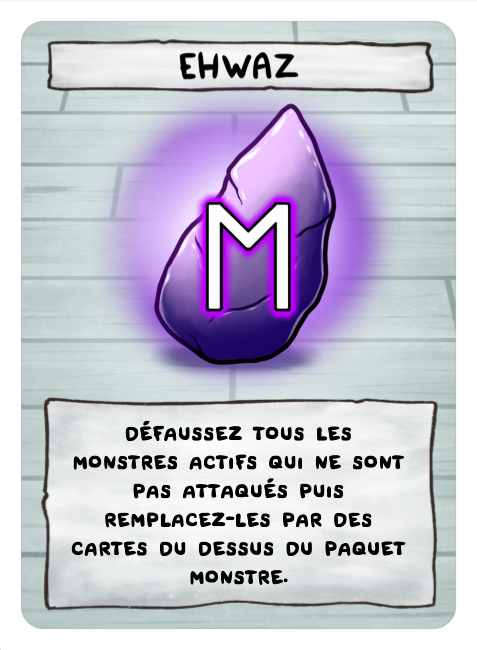 EHWAZ
ᛖ
DÉFAUSSEZ TOUS LES
MONSTRES ACTIFS QUI NE SONT
PAS ATTAQUÉS PUIS
REMPLACEZ-LES PAR DES
CARTES DU DESSUS DU PAQUET
MONSTRE.